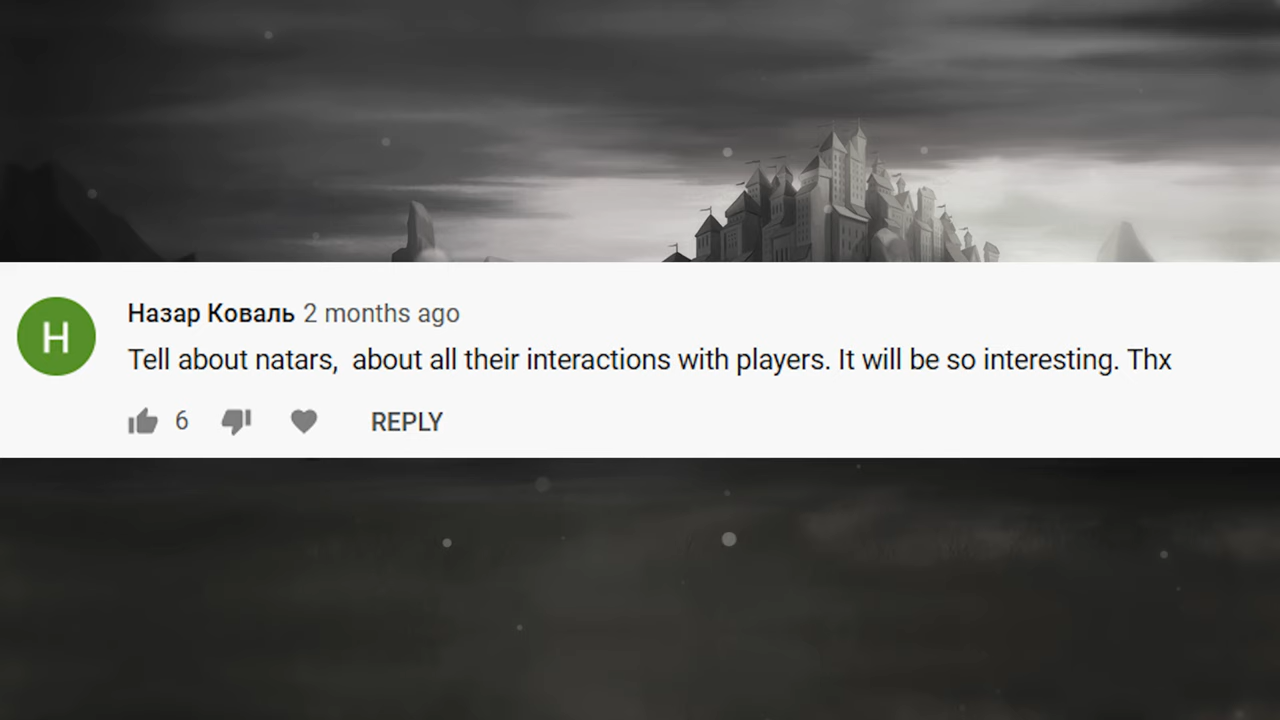 H
Назар Коваль 2 months ago
Tell about natars,  about all their interactions with players. It will be so interesting. Thx
6 REPLY